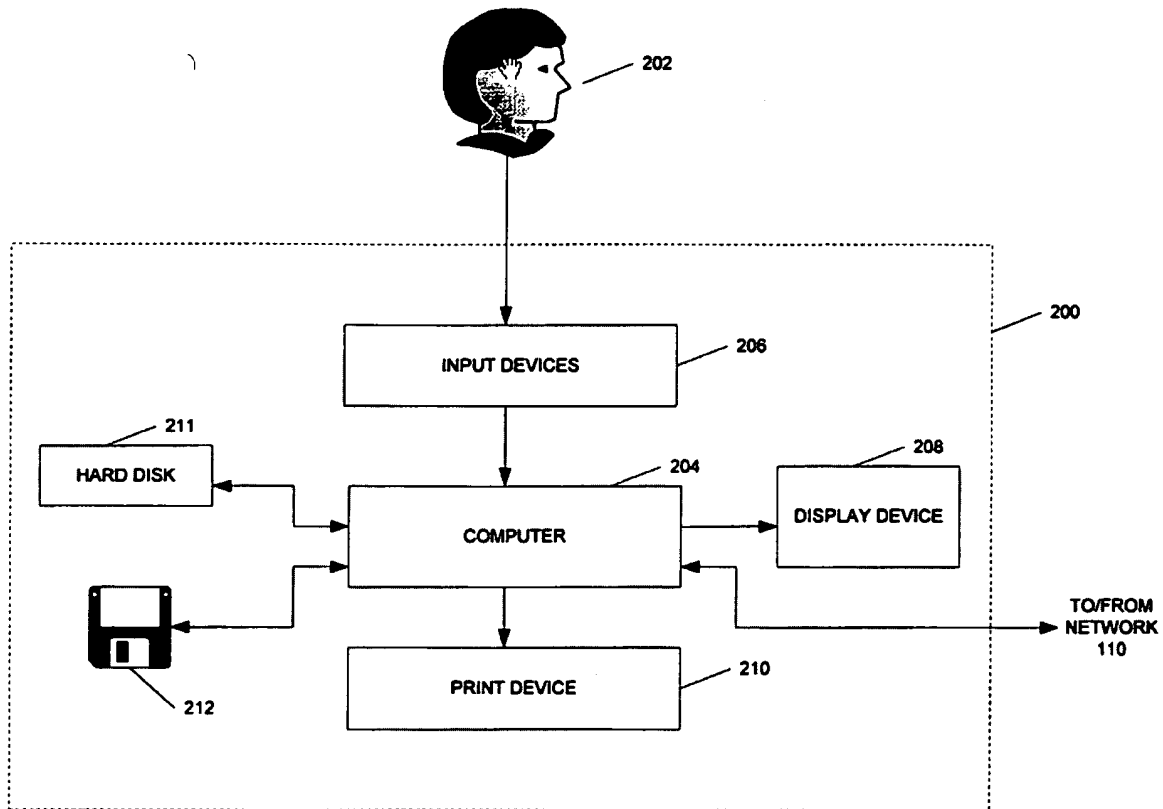 202
200
INPUT DEVICES
206
211
HARD DISK
204
COMPUTER
208
DISPLAY DEVICE
TO/FROM
NETWORK
110
212
PRINT DEVICE
210